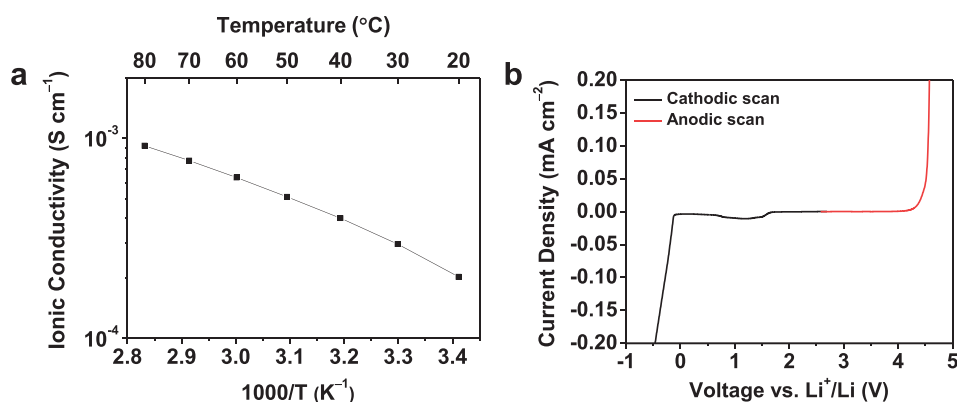 a
Temperature (°C)
80 70 60 50 40 30 20
Ionic Conductivity (S cm⁻¹)
10⁻³
10⁻⁴
2.8 2.9 3.0 3.1 3.2 3.3 3.4
1000/T (K⁻¹)
b
Current Density (mA cm⁻²)
0.20
0.15
0.10
0.05
0.00
-0.05
-0.10
-0.15
-0.20
Cathodic scan
Anodic scan
-1 0 1 2 3 4 5
Voltage vs. Li⁺/Li (V)